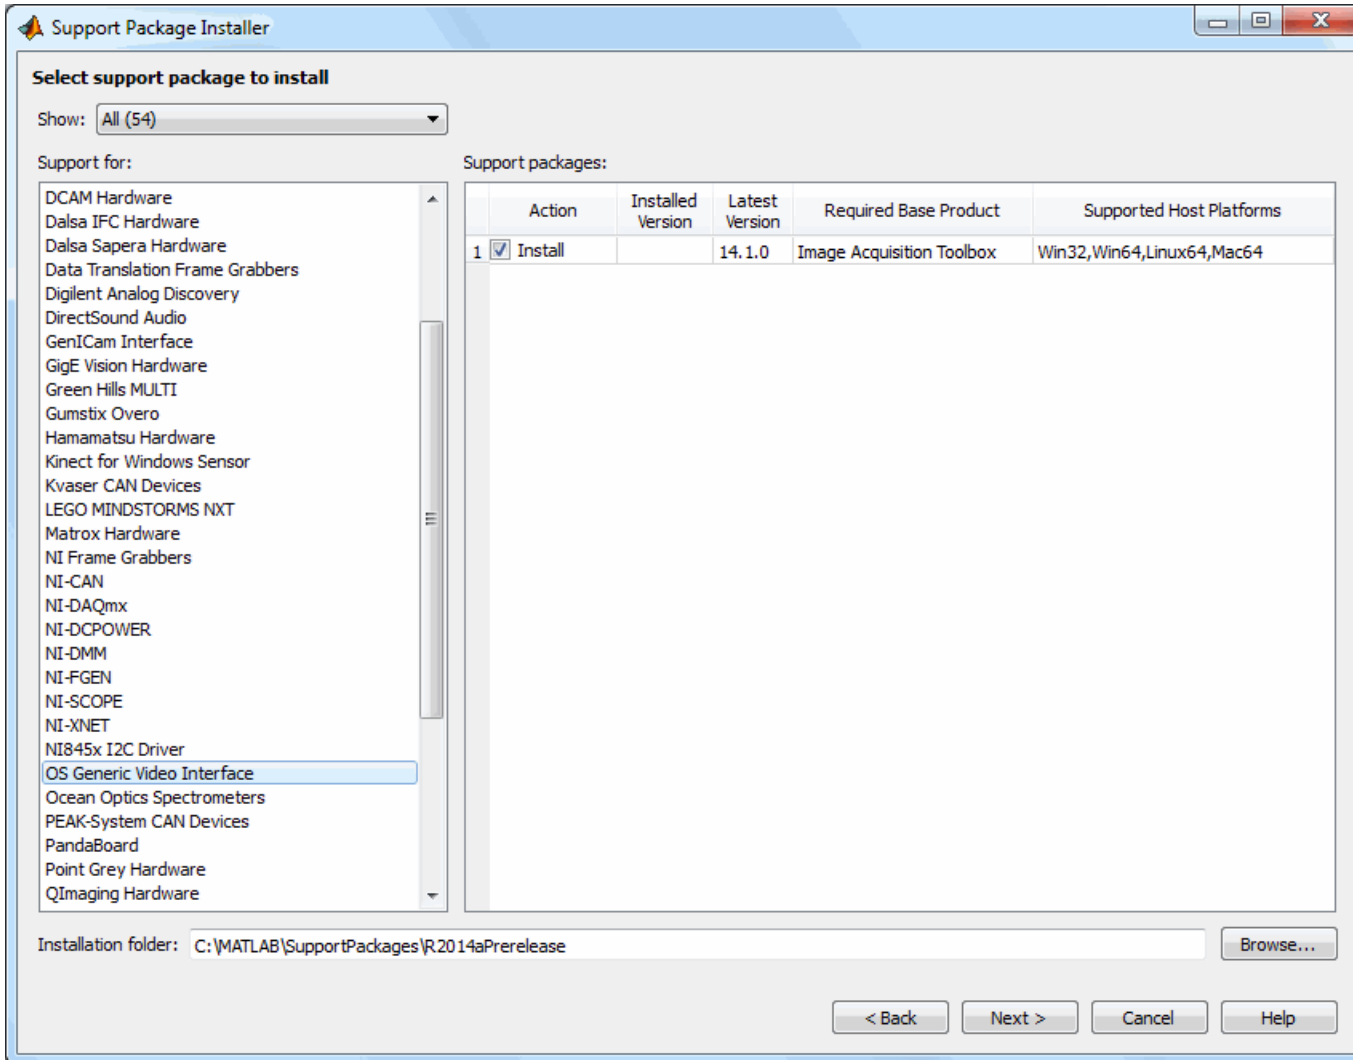 Support Package Installer
Select support package to install
Show: All (54)
Support for:
DCAM Hardware
Dalsa IFC Hardware
Dalsa Sapera Hardware
Data Translation Frame Grabbers
Digilent Analog Discovery
DirectSound Audio
GenICam Interface
GigE Vision Hardware
Green Hills MULTI
Gumstix Overo
Hamamatsu Hardware
Kinect for Windows Sensor
Kvaser CAN Devices
LEGO MINDSTORMS NXT
Matrox Hardware
NI Frame Grabbers
NI-CAN
NI-DAQmx
NI-DCPOWER
NI-DMM
NI-FGEN
NI-SCOPE
NI-XNET
NI845x I2C Driver
OS Generic Video Interface
Ocean Optics Spectrometers
PEAK-System CAN Devices
PandaBoard
Point Grey Hardware
QImaging Hardware
Support packages:
Action Installed Version Latest Version Required Base Product Supported Host Platforms
1 Install 14.1.0 Image Acquisition Toolbox Win32,Win64,Linux64,Mac64
Installation folder: C:\MATLAB\SupportPackages\R2014aPrerelease Browse...
< Back Next > Cancel Help